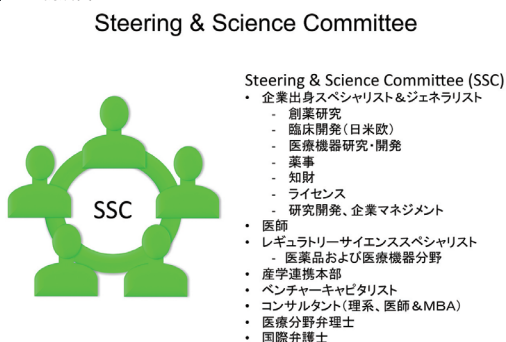 Steering & Science Committee
SSC
Steering & Science Committee (SSC)
• 企業出身スペシャリスト＆ジェネラリスト
- 創薬研究
- 臨床開発（日米欧）
- 医療機器研究・開発
- 薬事
- 知財
- ライセンス
- 研究開発、企業マネジメント
• 医師
• レギュラトリーサイエンススペシャリスト
- 医薬品および医療機器分野
• 産学連携本部
• ベンチャーキャピタリスト
• コンサルタント（理系、医師＆MBA）
• 医療分野弁理士
• 国際弁護士